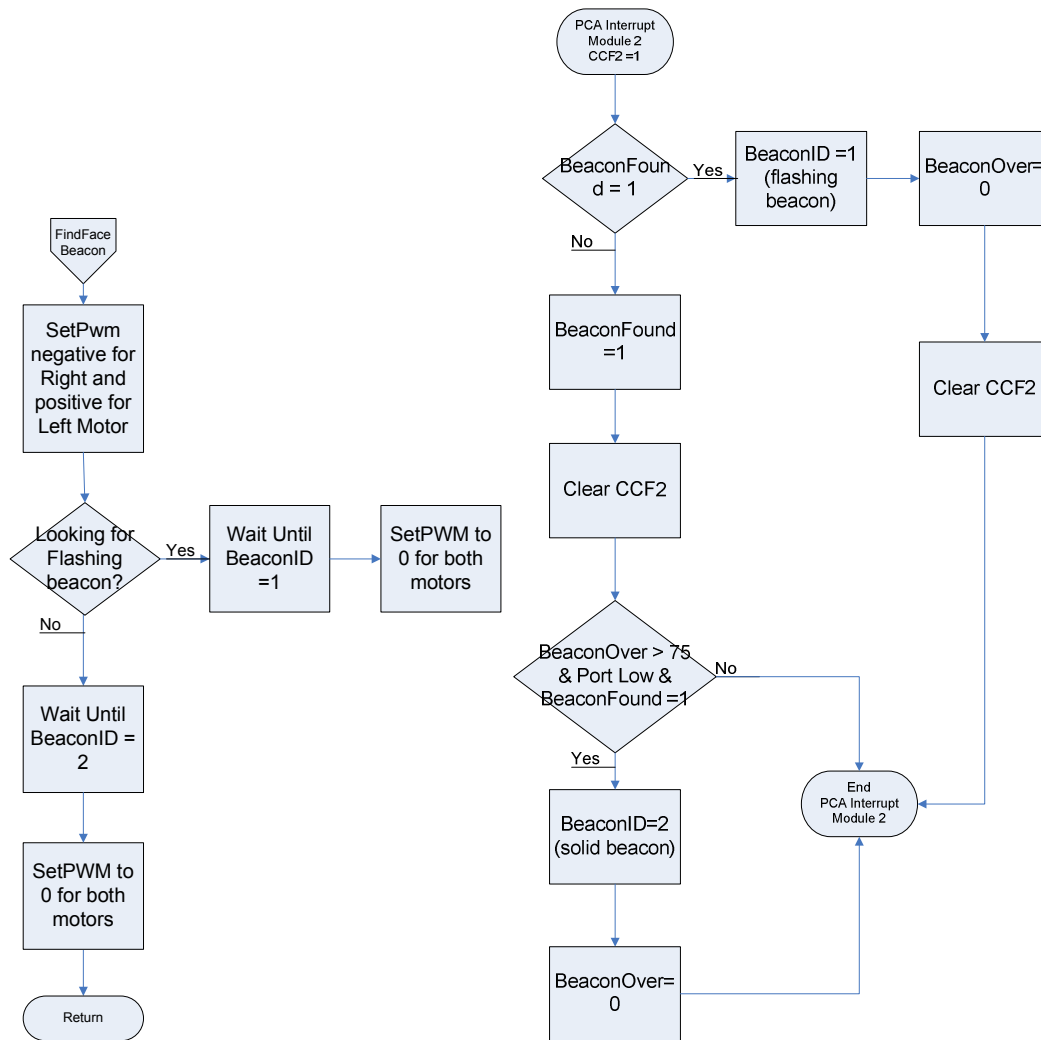 FindFace
Beacon
SetPwm
negative for
Right and
positive for
Left Motor
Looking for
Flashing
beacon?
Yes
Wait Until
BeaconID
=1
SetPWM to
0 for both
motors
No
Wait Until
BeaconID =
2
SetPWM to
0 for both
motors
Return
PCA Interrupt
Module 2
CCF2 =1
BeaconFoun
d = 1
Yes
BeaconID =1
(flashing
beacon)
BeaconOver=
0
Clear CCF2
No
BeaconFound
=1
Clear CCF2
BeaconOver > 75
& Port Low &
BeaconFound =1
No
Yes
BeaconID=2
(solid beacon)
BeaconOver=
0
End
PCA Interrupt
Module 2